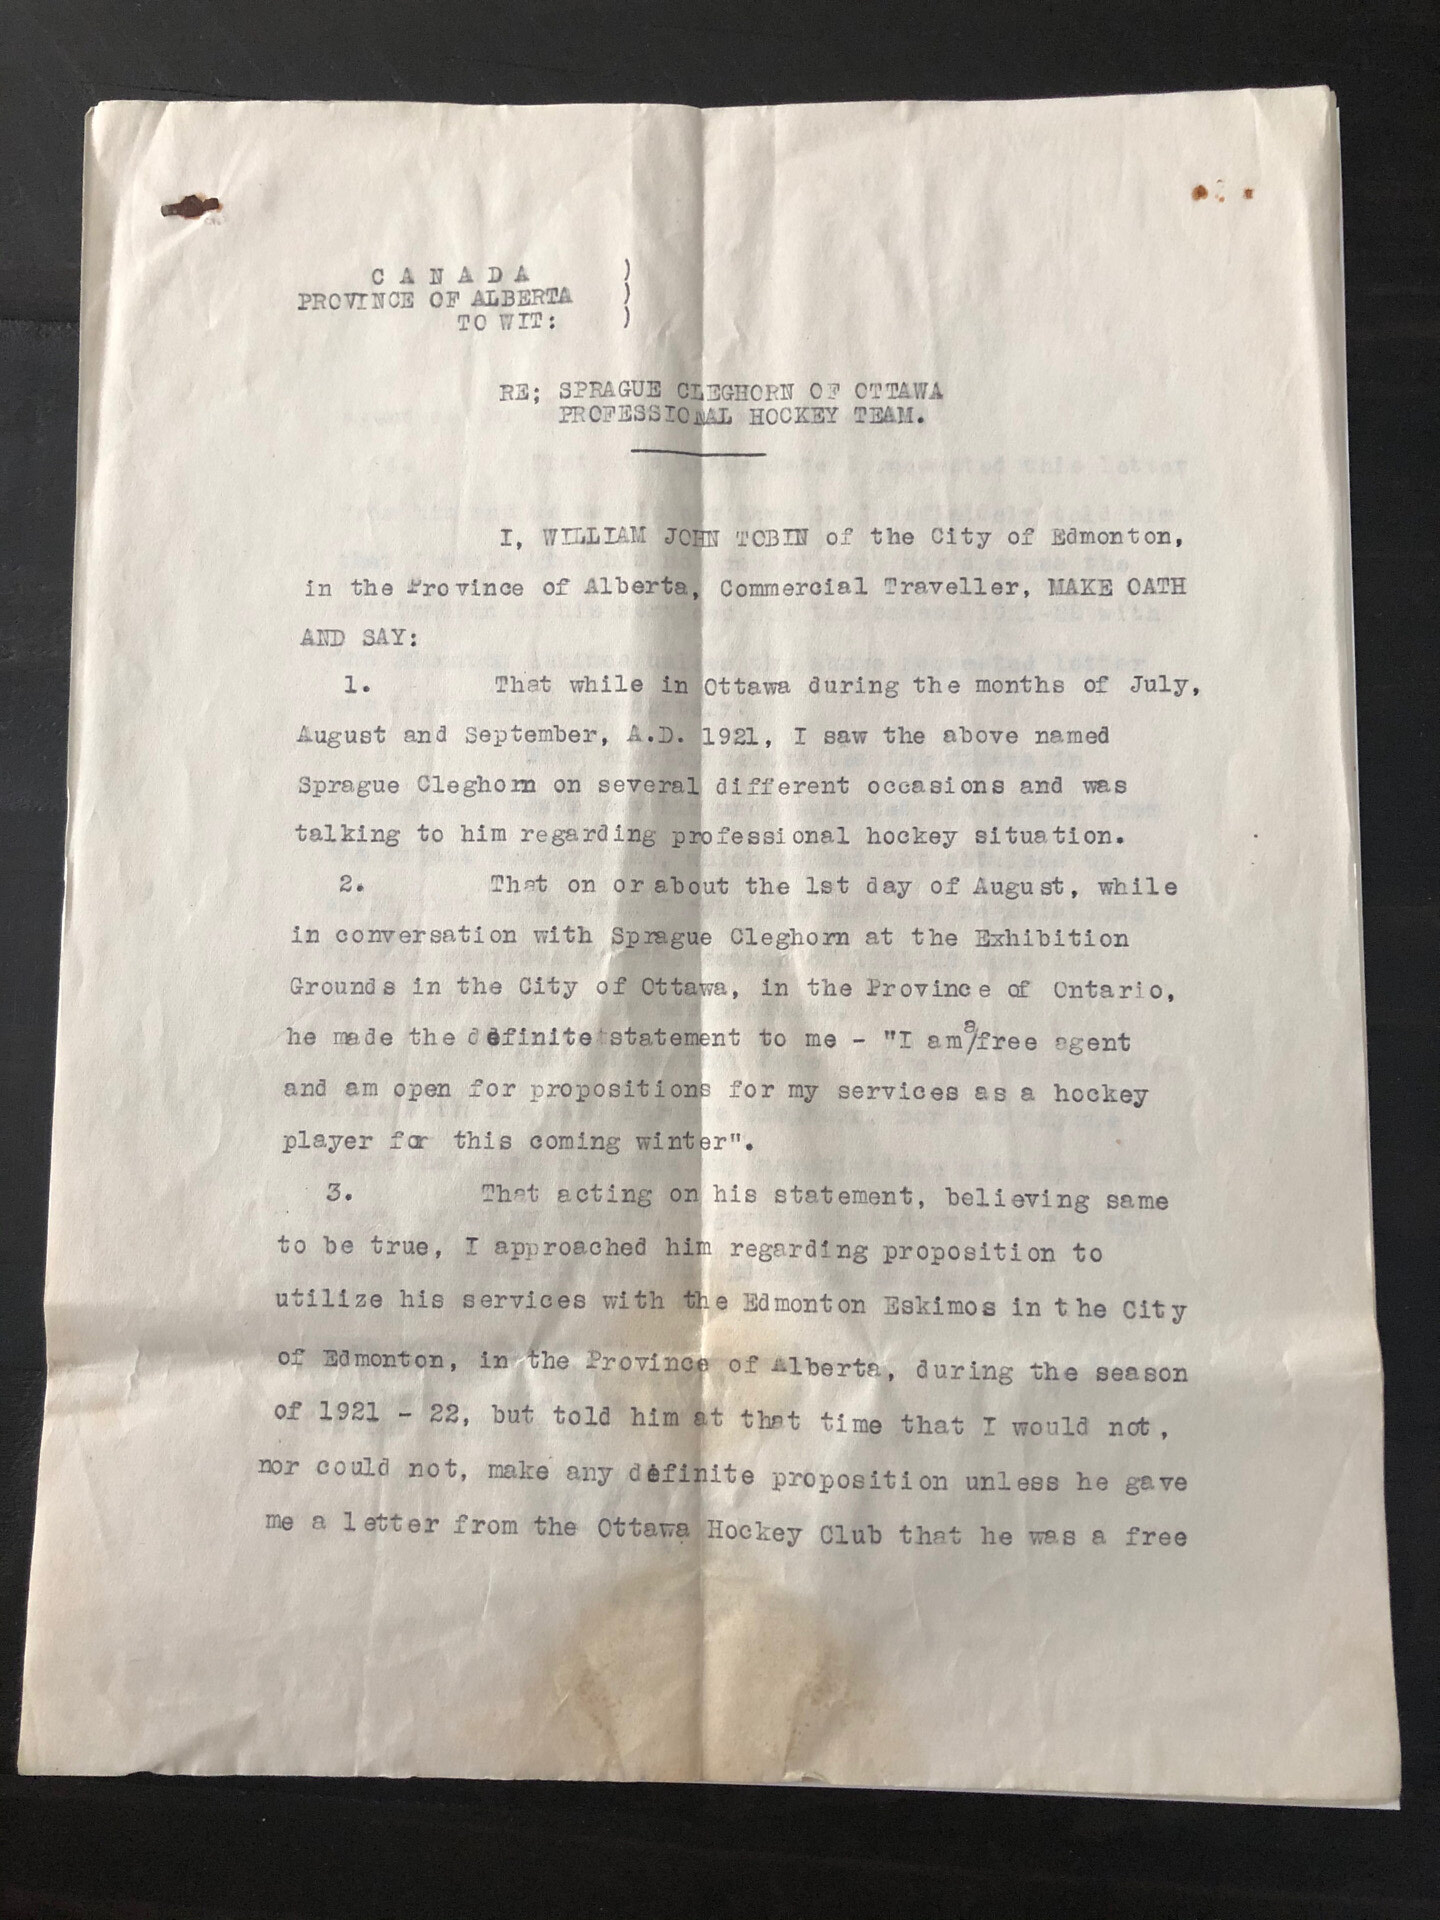 C A N A D A )
PROVINCE OF ALBERTA )
TO WIT: )
RE; SPRAGUE CLEGHORN OF OTTAWA
PROFESSIONAL HOCKEY TEAM.
I, WILLIAM JOHN TOBIN of the City of Edmonton,
in the Province of Alberta, Commercial Traveller, MAKE OATH
AND SAY:
1. That while in Ottawa during the months of July,
August and September, A.D. 1921, I saw the above named
Sprague Cleghorn on several different occasions and was
talking to him regarding professional hockey situation.
2. That on or about the 1st day of August, while
in conversation with Sprague Cleghorn at the Exhibition
Grounds in the City of Ottawa, in the Province of Ontario,
he made the definite statement to me - "I am a/free agent
and am open for propositions for my services as a hockey
player for this coming winter".
3. That acting on his statement, believing same
to be true, I approached him regarding proposition to
utilize his services with the Edmonton Eskimos in the City
of Edmonton, in the Province of Alberta, during the season
of 1921 - 22, but told him at that time that I would not,
nor could not, make any definite proposition unless he gave
me a letter from the Ottawa Hockey Club that he was a free